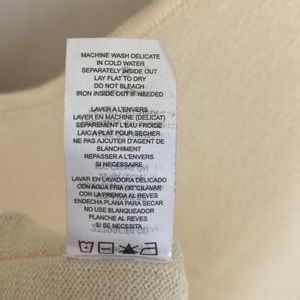 MACHINE WASH DELICATE
IN COLD WATER
SEPARATELY INSIDE OUT
LAY FLAT TO DRY
DO NOT BLEACH
IRON INSIDE OUT IF NEEDED
LAVER A L'ENVERS
LAVER EN MACHINE (DELICAT)
SEPAREMENT L'EAU FROIDE
A PLAT POUR SECHER
NE PAS AJOUTER D'AGENT DE
BLANCHIMENT
REPASSER A L'ENVERS
SI NECESSAIRE
LAVAR EN LAVADORA DELICADO
CON AGUA FRIA (30°C)LAVAR
CON LA PRENDA AL REVES
ENDECHA PLANA PARA SECAR
NO USE BLANQUEADOR
PLANCHE AL REVES
SI SE NECESITA